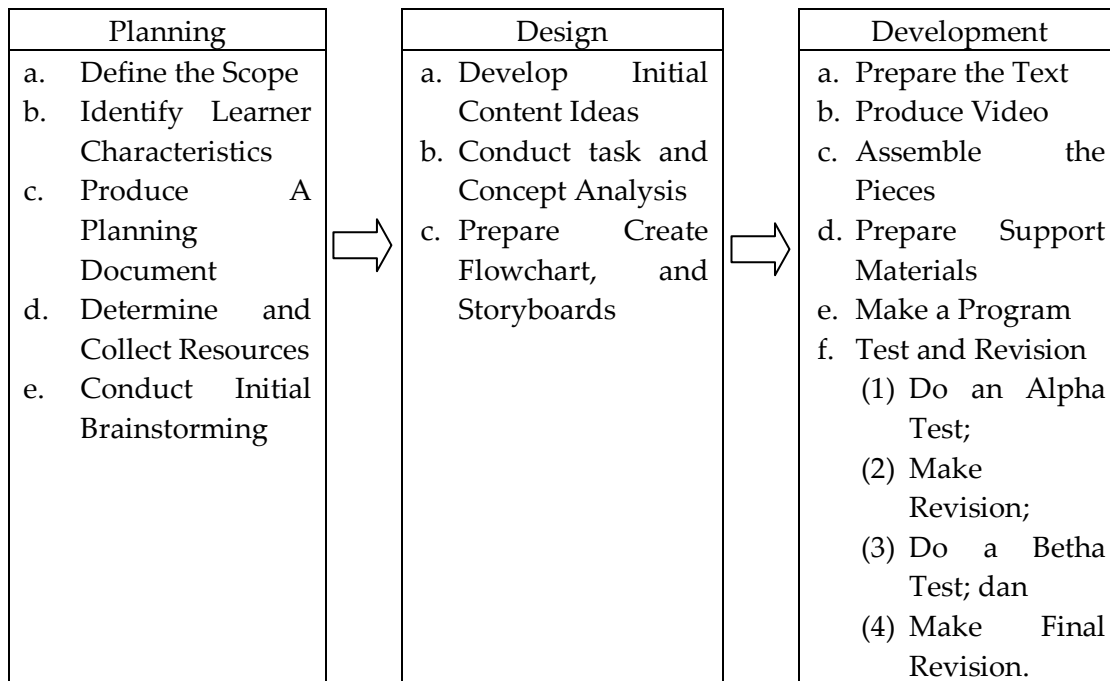 Planning
a. Define the Scope
b. Identify Learner
Characteristics
c. Produce A
Planning
Document
d. Determine and
Collect Resources
e. Conduct Initial
Brainstorming
Design
a. Develop Initial
Content Ideas
b. Conduct task and
Concept Analysis
c. Prepare Create
Flowchart, and
Storyboards
Development
a. Prepare the Text
b. Produce Video
c. Assemble the
Pieces
d. Prepare Support
Materials
e. Make a Program
f. Test and Revision
(1) Do an Alpha
Test;
(2) Make
Revision;
(3) Do a Betha
Test; dan
(4) Make Final
Revision.